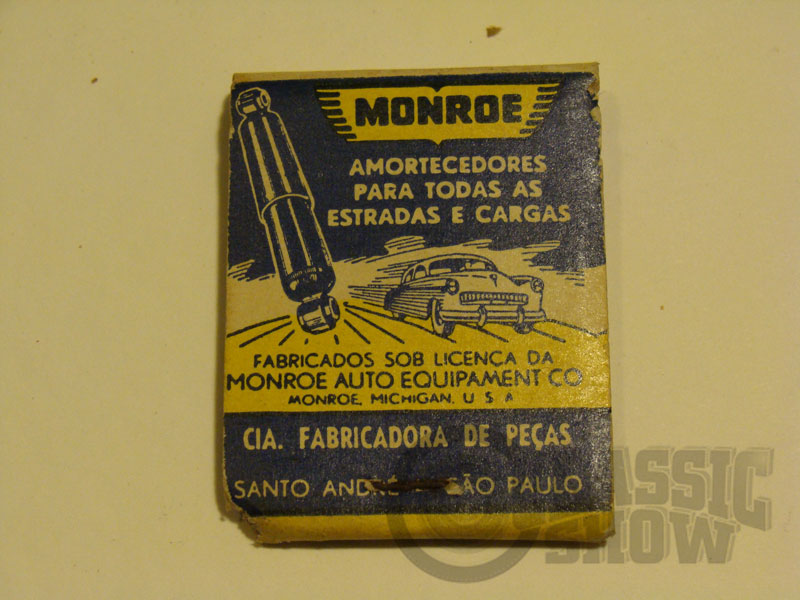 MONROE
AMORTECEDORES
PARA TODAS AS
ESTRADAS E CARGAS
FABRICADOS SOB LICENÇA DA
MONROE AUTO EQUIPAMENT CO
MONROE, MICHIGAN, U S A
CIA. FABRICADORA DE PEÇAS
SANTO ANDRÉ - SÃO PAULO
CLASSIC
SHOW